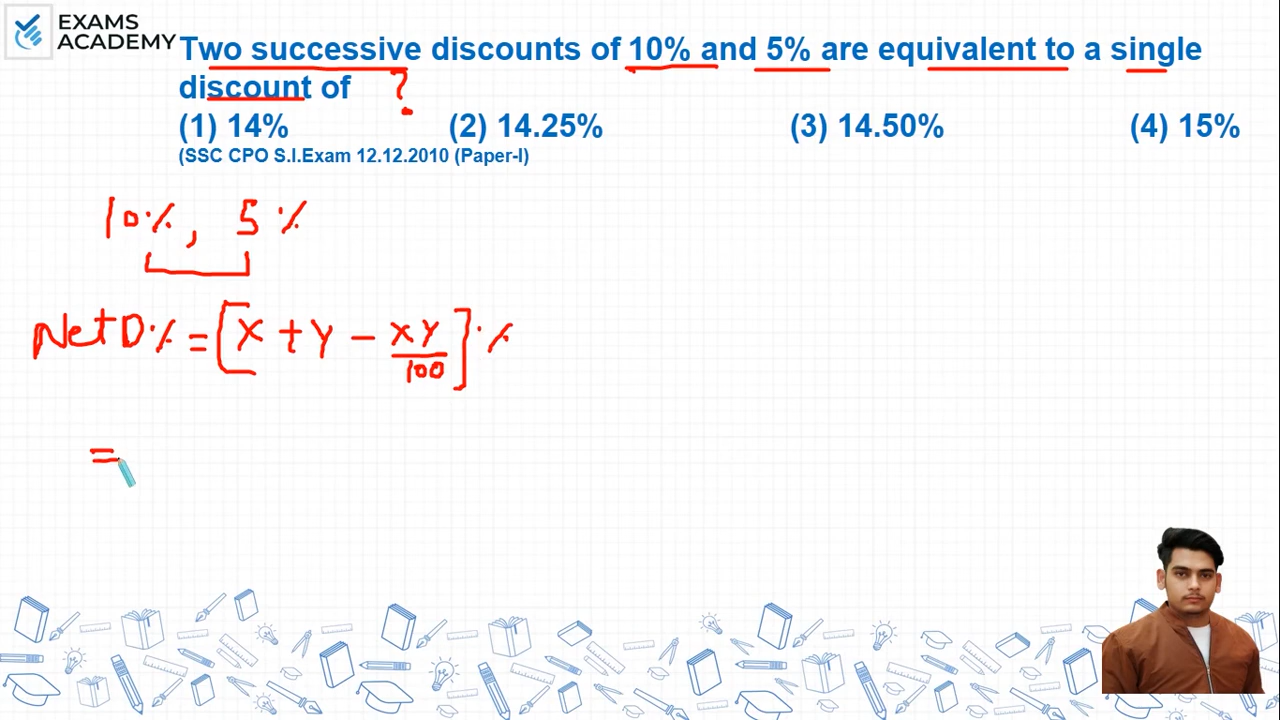 EXAMS
ACADEMY
Two successive discounts of 10% and 5% are equivalent to a single
discount of ?
(1) 14% (2) 14.25% (3) 14.50% (4) 15%
(SSC CPO S.I.Exam 12.12.2010 (Paper-I)
10%, 5%
Net D% = [X + Y - XY/100]%
=